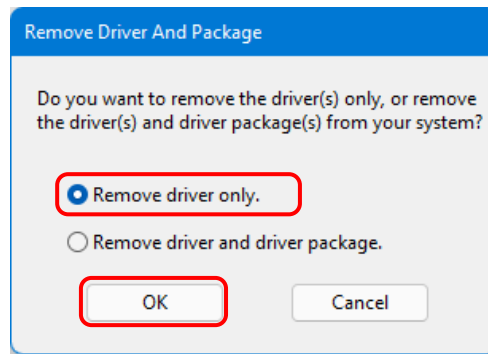 Remove Driver And Package
Do you want to remove the driver(s) only, or remove
the driver(s) and driver package(s) from your system?
Remove driver only.
Remove driver and driver package.
OK
Cancel